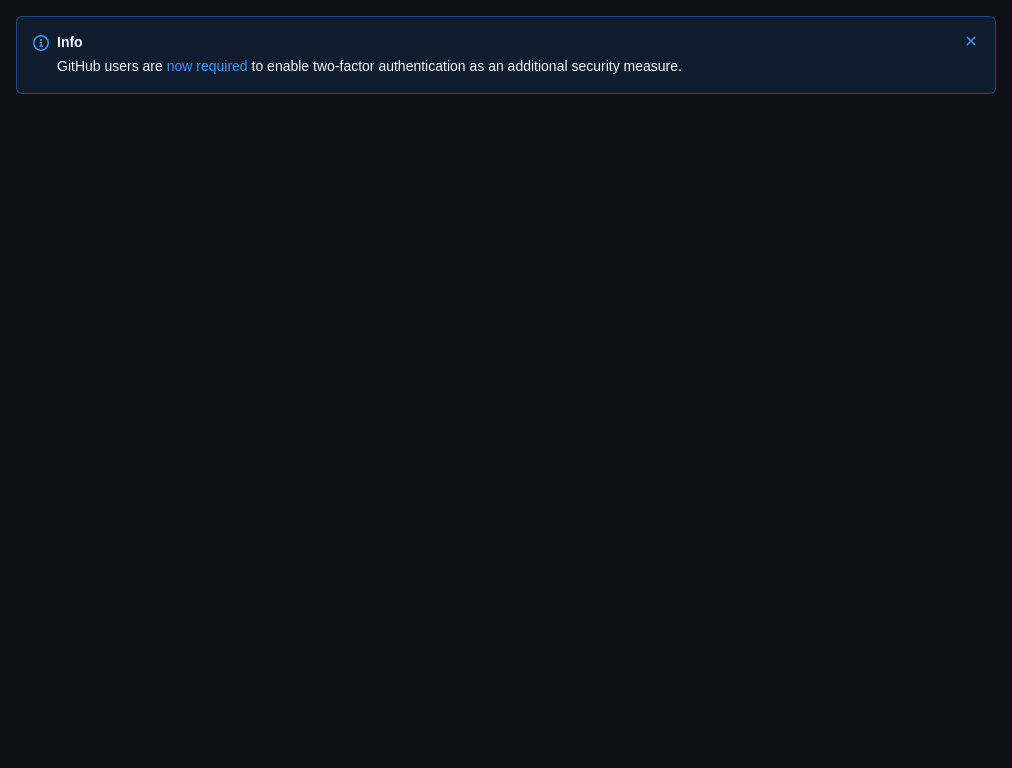 Info
GitHub users are now required to enable two-factor authentication as an additional security measure.